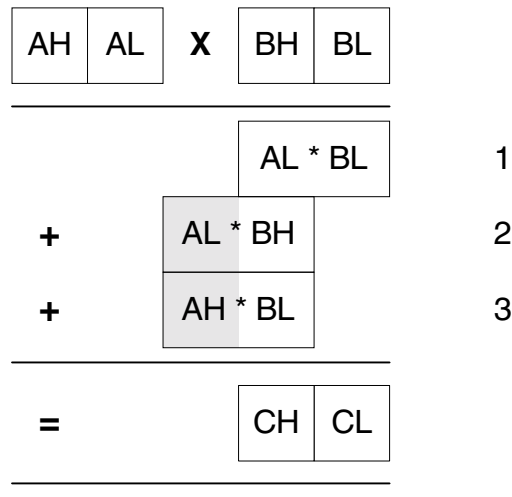 AH AL X BH BL
AL * BL 1
+ AL * BH 2
+ AH * BL 3
= CH CL